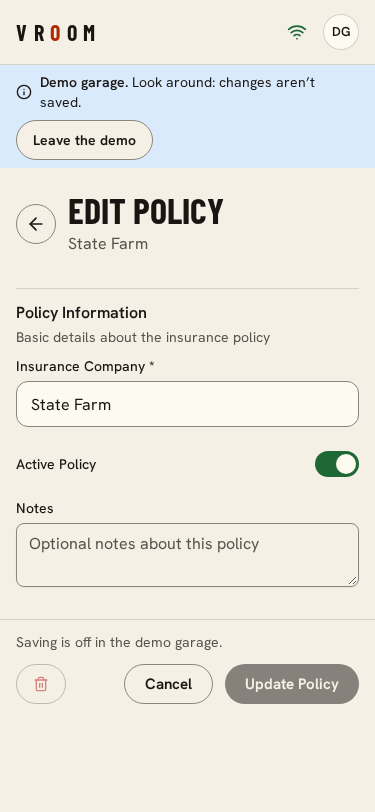 VROOM
DG
Demo garage. Look around: changes aren’t
saved.
Leave the demo
EDIT POLICY
State Farm
Policy Information
Basic details about the insurance policy
Insurance Company *
State Farm
Active Policy
Notes
Optional notes about this policy
Saving is off in the demo garage.
Cancel
Update Policy